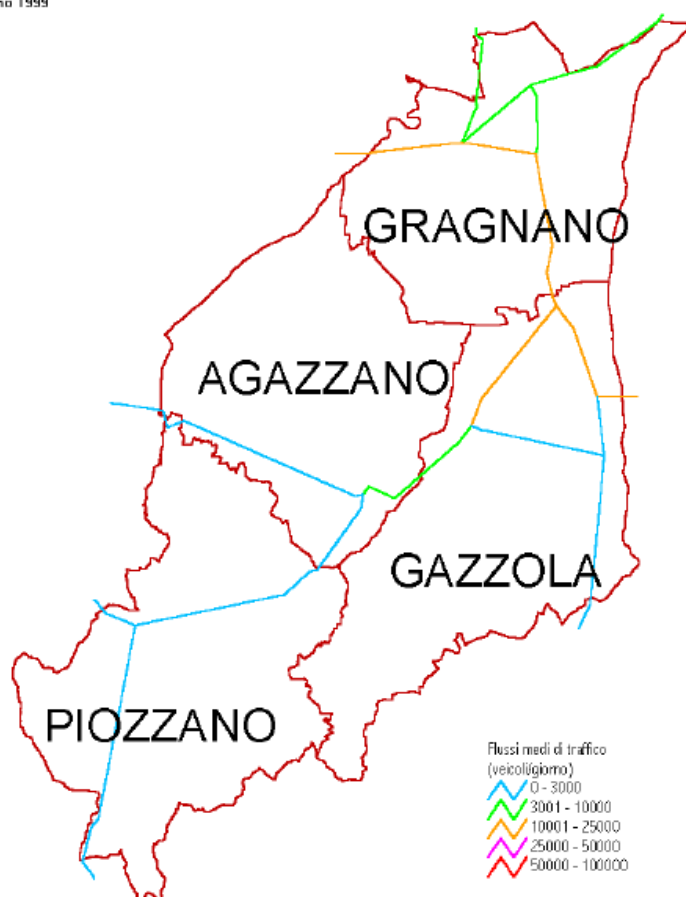 1999
GRAGNANO
AGAZZANO
GAZZOLA
PIOZZANO
Flussi medi di traffico
(veicoli/giorno)
0 - 3000
3001 - 10000
10001 - 25000
25000 - 50000
50000 - 100000